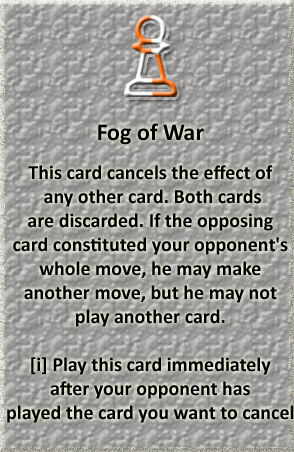 Fog of War
This card cancels the effect of
any other card. Both cards
are discarded. If the opposing
card constituted your opponent's
whole move, he may make
another move, but he may not
play another card.
[i] Play this card immediately
after your opponent has
played the card you want to cancel